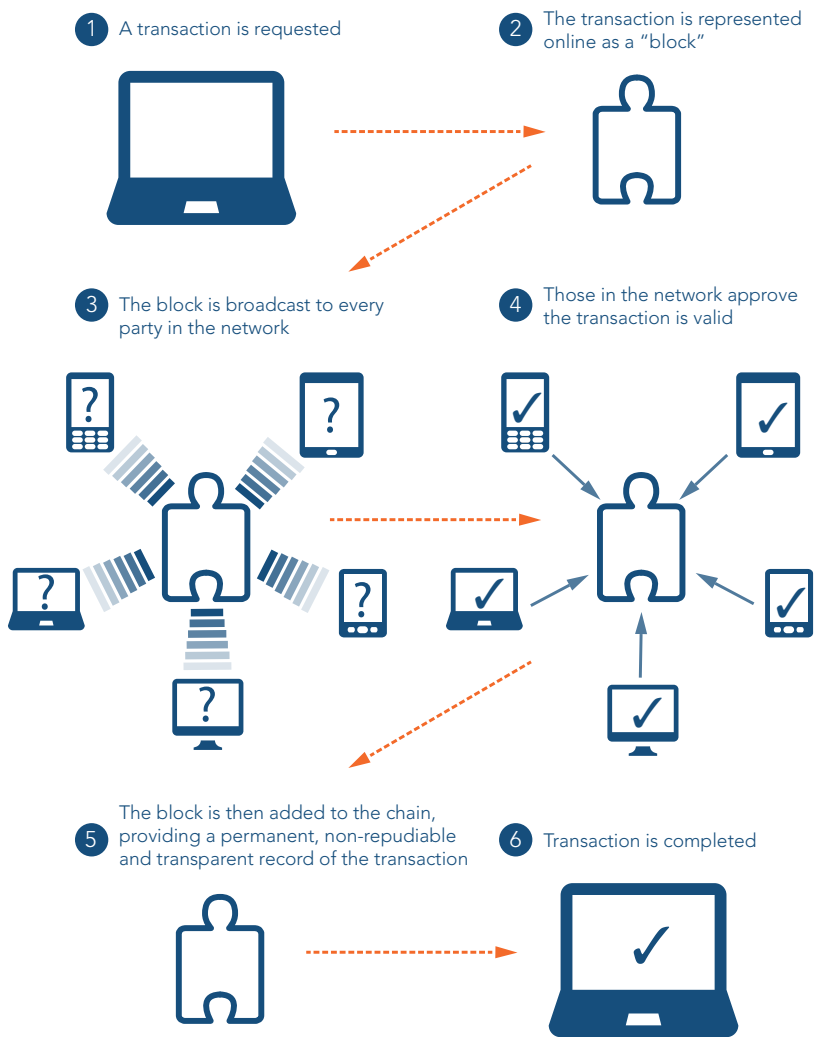 1 A transaction is requested
2 The transaction is represented
online as a “block”
3 The block is broadcast to every
party in the network
4 Those in the network approve
the transaction is valid
?
?
?
?
?
✓
✓
✓
✓
✓
5 The block is then added to the chain,
providing a permanent, non-repudiable
and transparent record of the transaction
6 Transaction is completed
✓